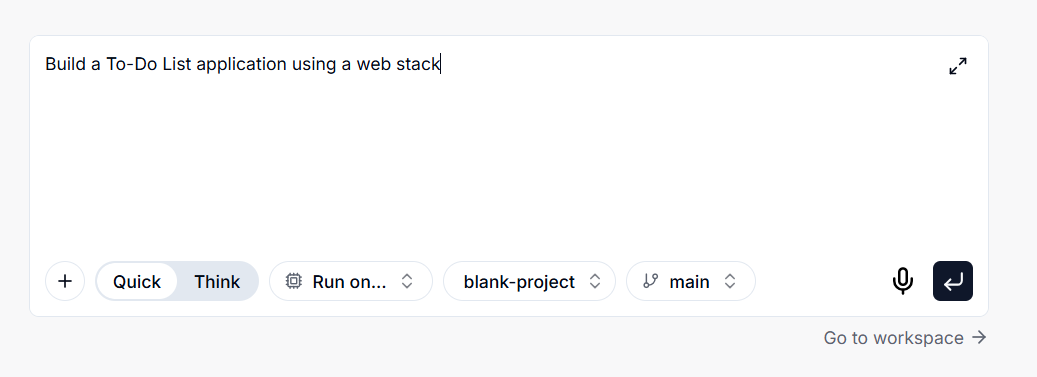 Build a To-Do List application using a web stack
Quick Think Run on... blank-project main
Go to workspace